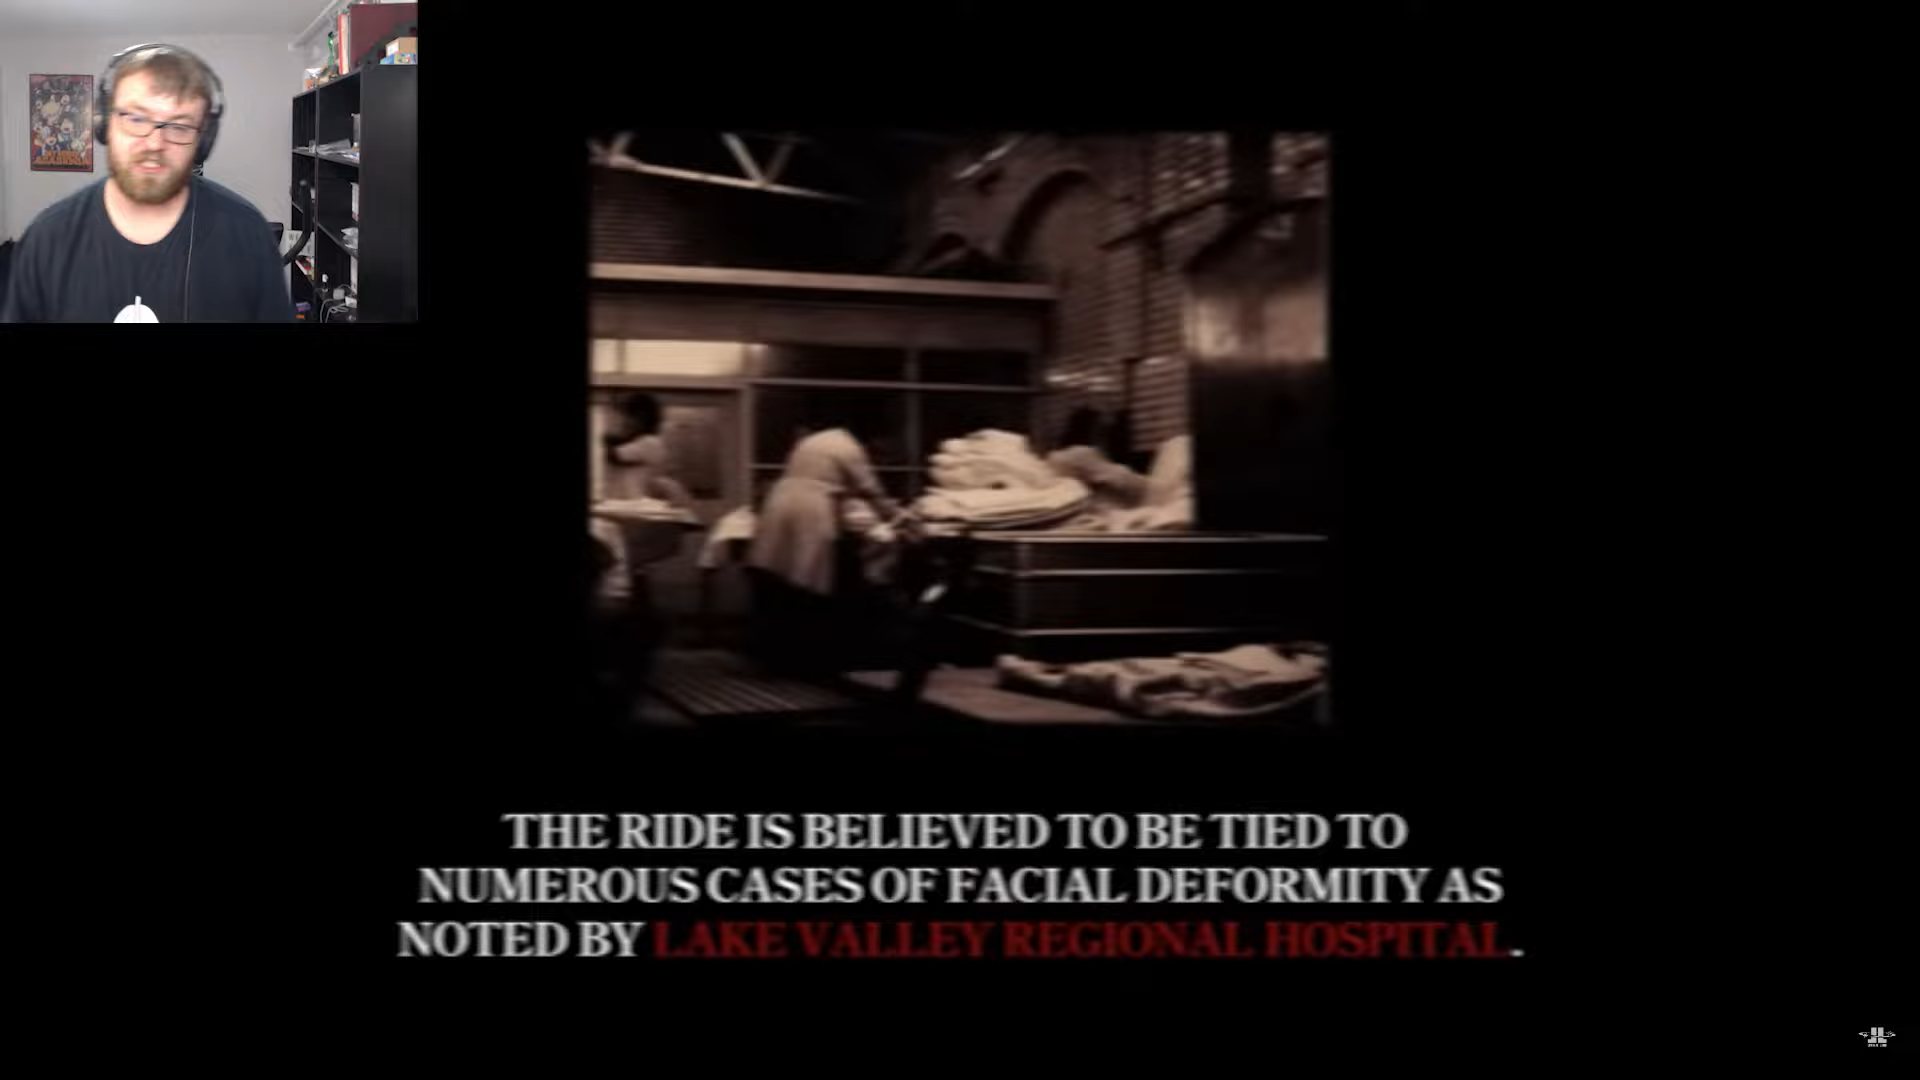 THE RIDE IS BELIEVED TO BE TIED TO
NUMEROUS CASES OF FACIAL DEFORMITY AS
NOTED BY LAKE VALLEY REGIONAL HOSPITAL.